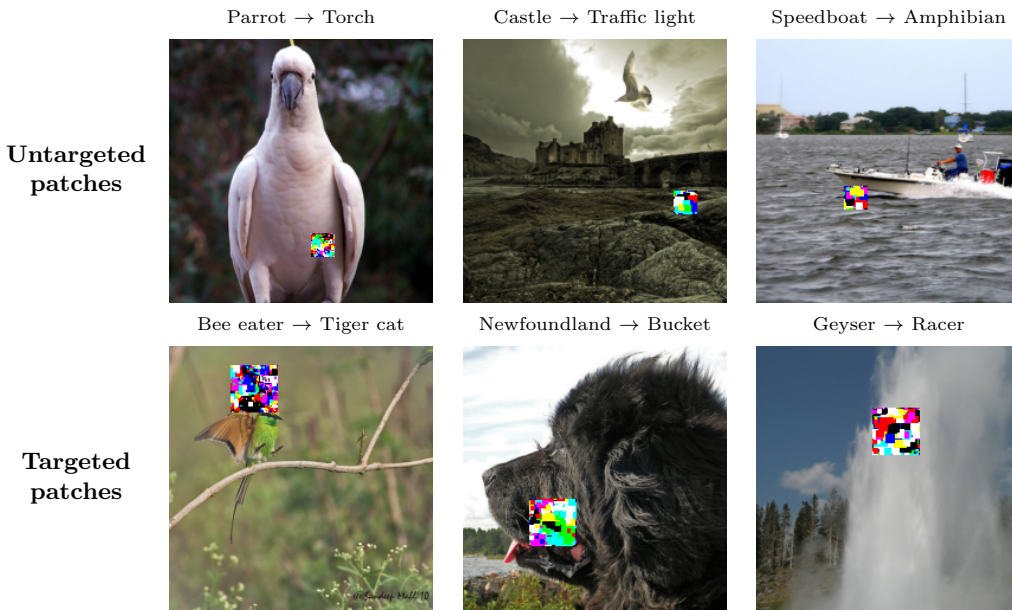 Parrot → Torch
Castle → Traffic light
Speedboat → Amphibian
Untargeted
patches
Bee eater → Tiger cat
Newfoundland → Bucket
Geyser → Racer
Targeted
patches